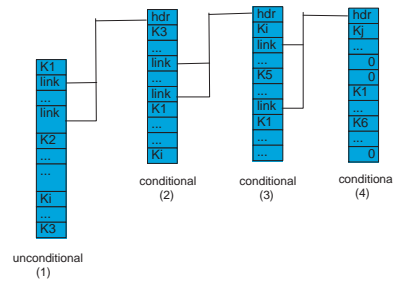 K1
link
...
link
K2
...
...
Ki
...
K3
unconditional
(1)
hdr
K3
...
link
...
link
K1
...
...
Ki
conditional
(2)
hdr
Ki
link
...
K5
...
link
K1
...
...
conditional
(3)
hdr
Kj
...
0
0
K1
...
K6
...
0
conditiona
(4)